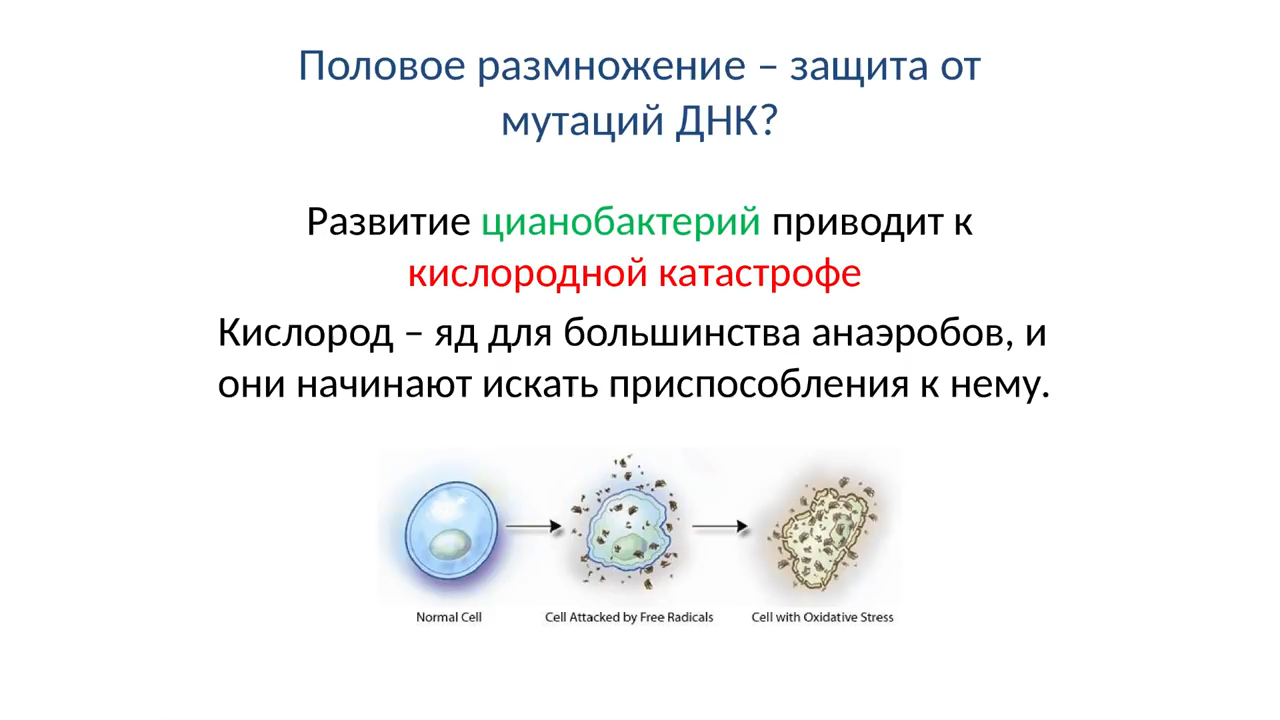 Половое размножение – защита от
мутаций ДНК?
Развитие цианобактерий приводит к
кислородной катастрофе
Кислород – яд для большинства анаэробов, и
они начинают искать приспособления к нему.
Normal Cell
Cell Attacked by Free Radicals
Cell with Oxidative Stress